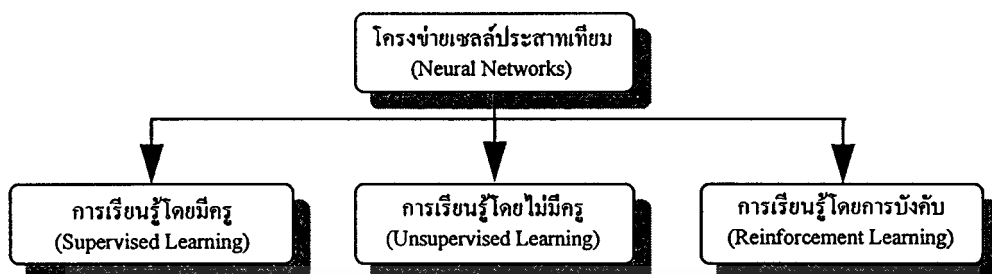 โครงข่ายเซลล์ประสาทเทียม
(Neural Networks)
การเรียนรู้โดยมีครู
(Supervised Learning)
การเรียนรู้โดยไม่มีครู
(Unsupervised Learning)
การเรียนรู้โดยการบังคับ
(Reinforcement Learning)